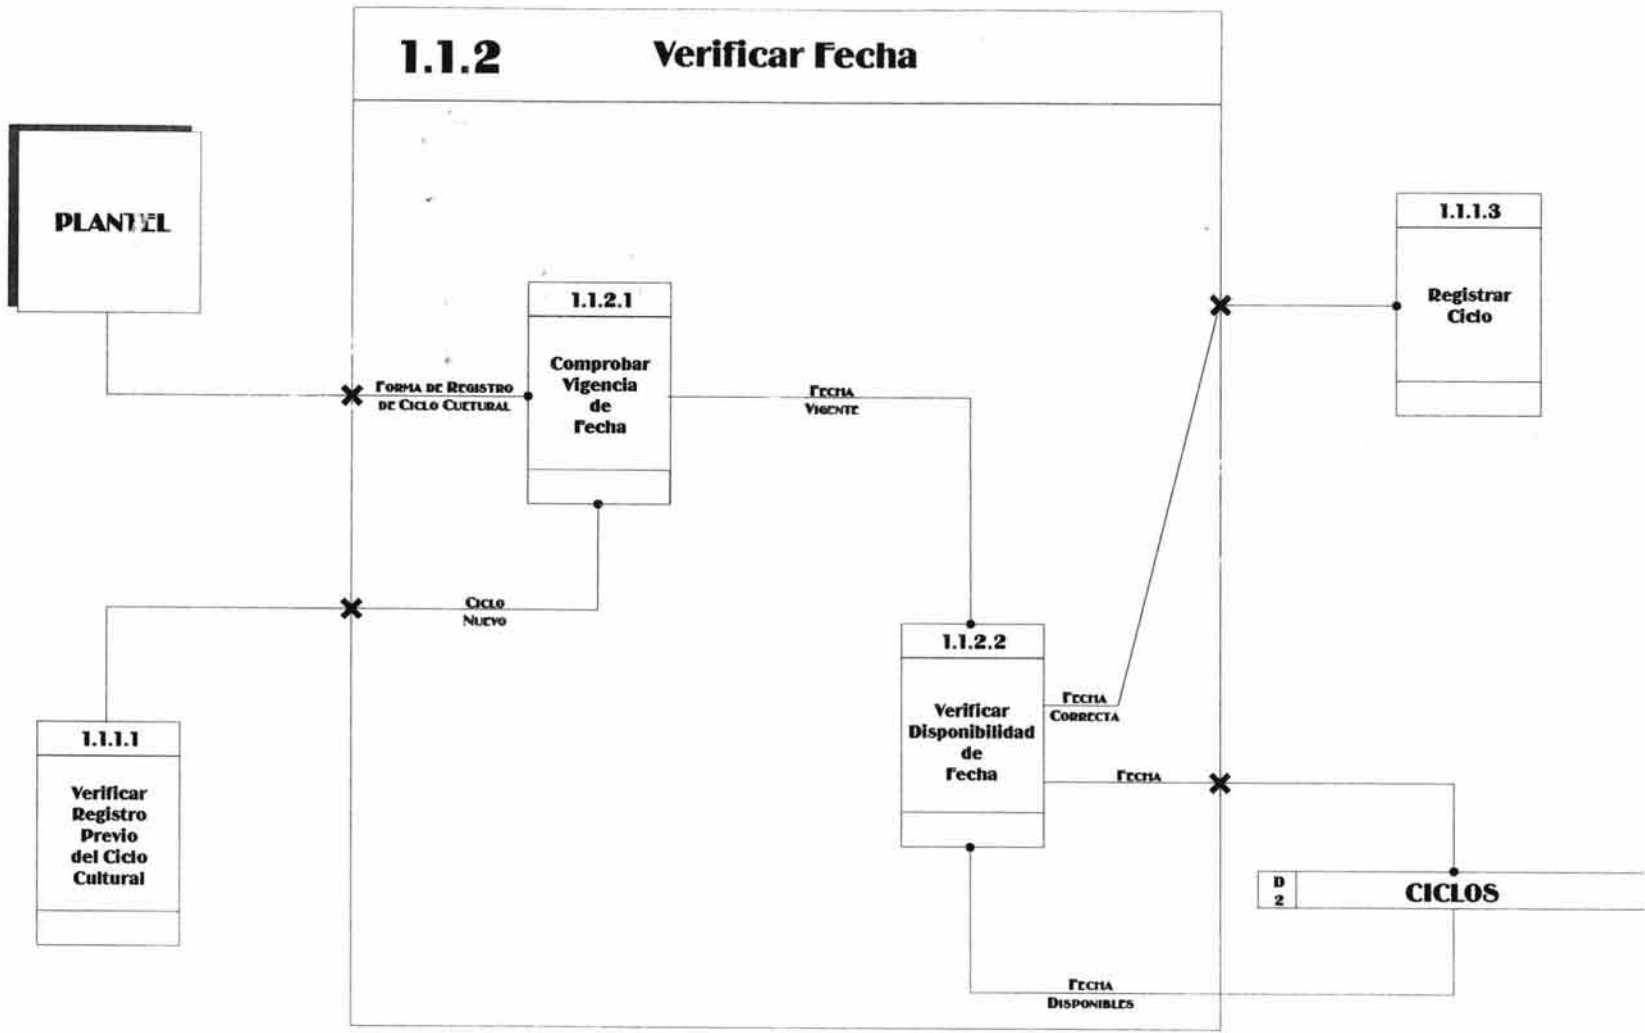 1.1.2 Verificar Fecha
PLANTEL
1.1.1.3
Registrar
Ciclo
1.1.2.1
Comprobar
Vigencia
de
Fecha
FORMA DE REGISTRO
DE CICLO CULTURAL
FECHA
VIGENTE
CICLO
NUEVO
1.1.2.2
Verificar
Disponibilidad
de
Fecha
FECHA
CORRECTA
FECHA
1.1.1.1
Verificar
Registro
Previo
del Ciclo
Cultural
D
2
CICLOS
FECHA
DISPONIBLES